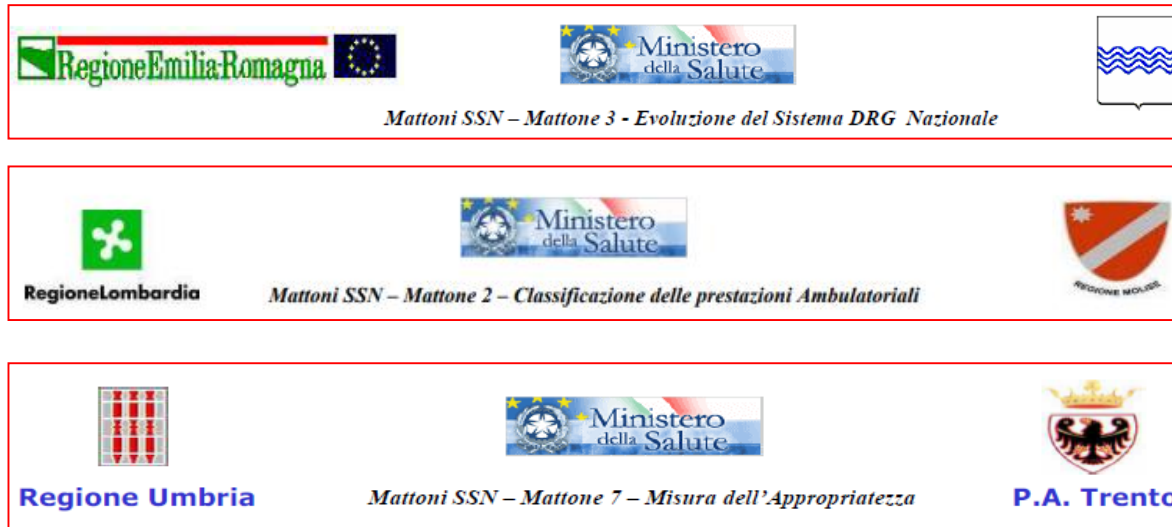 RegioneEmilia-Romagna
Ministero
della Salute
Mattoni SSN – Mattone 3 - Evoluzione del Sistema DRG Nazionale
RegioneLombardia
Ministero
della Salute
Mattoni SSN – Mattone 2 – Classificazione delle prestazioni Ambulatoriali
REGIONE MOLISE
Regione Umbria
Ministero
della Salute
Mattoni SSN – Mattone 7 – Misura dell'Appropriatezza
P.A. Trento